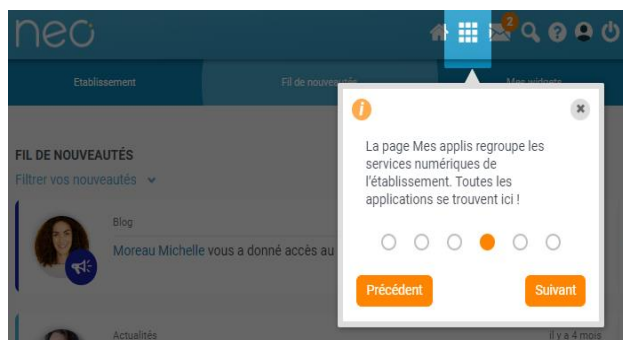 neo
2
Etablissement
Fil de nouveautés
Mes widgets
FIL DE NOUVEAUTÉS
Filtrer vos nouveautés
Blog
Moreau Michelle vous a donné accès au
i
La page Mes applis regroupe les
services numériques de
l'établissement. Toutes les
applications se trouvent ici !
Précédent
Suivant
Actualités
il y a 4 mois